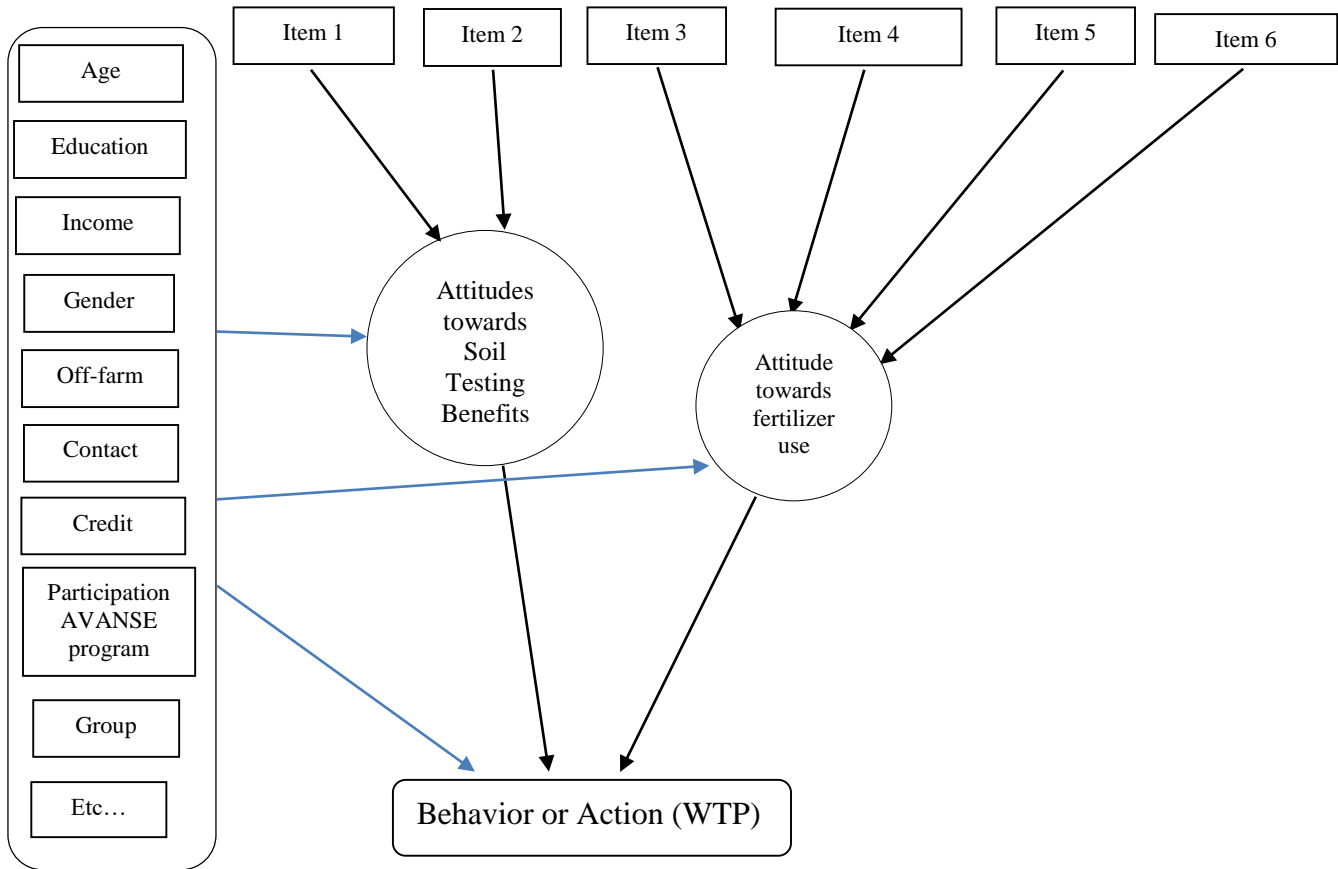 Item 1
Item 2
Item 3
Item 4
Item 5
Item 6
Age
Education
Income
Gender
Off-farm
Contact
Credit
Participation
AVANSE
program
Group
Etc…
Attitudes
towards
Soil
Testing
Benefits
Attitude
towards
fertilizer
use
Behavior or Action (WTP)